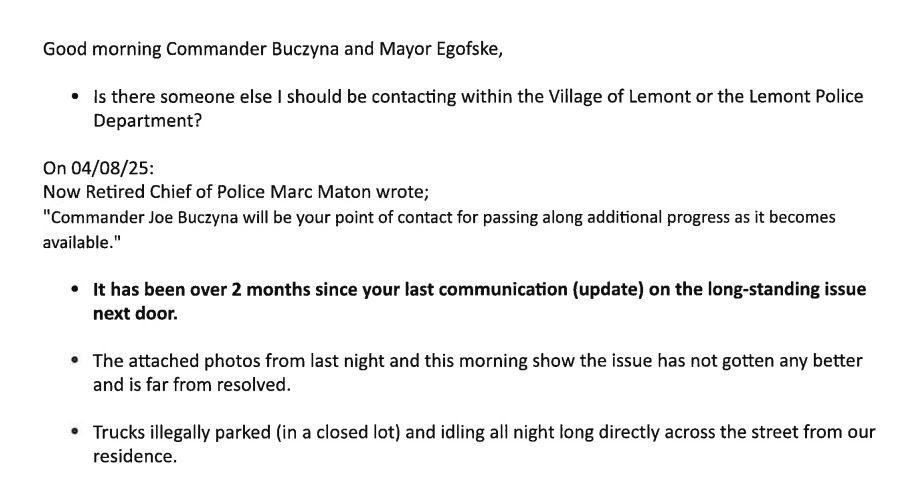 Good morning Commander Buczyna and Mayor Egofske,
• Is there someone else I should be contacting within the Village of Lemont or the Lemont Police
Department?
On 04/08/25:
Now Retired Chief of Police Marc Maton wrote;
"Commander Joe Buczyna will be your point of contact for passing along additional progress as it becomes
available."
• It has been over 2 months since your last communication (update) on the long-standing issue
next door.
• The attached photos from last night and this morning show the issue has not gotten any better
and is far from resolved.
• Trucks illegally parked (in a closed lot) and idling all night long directly across the street from our
residence.